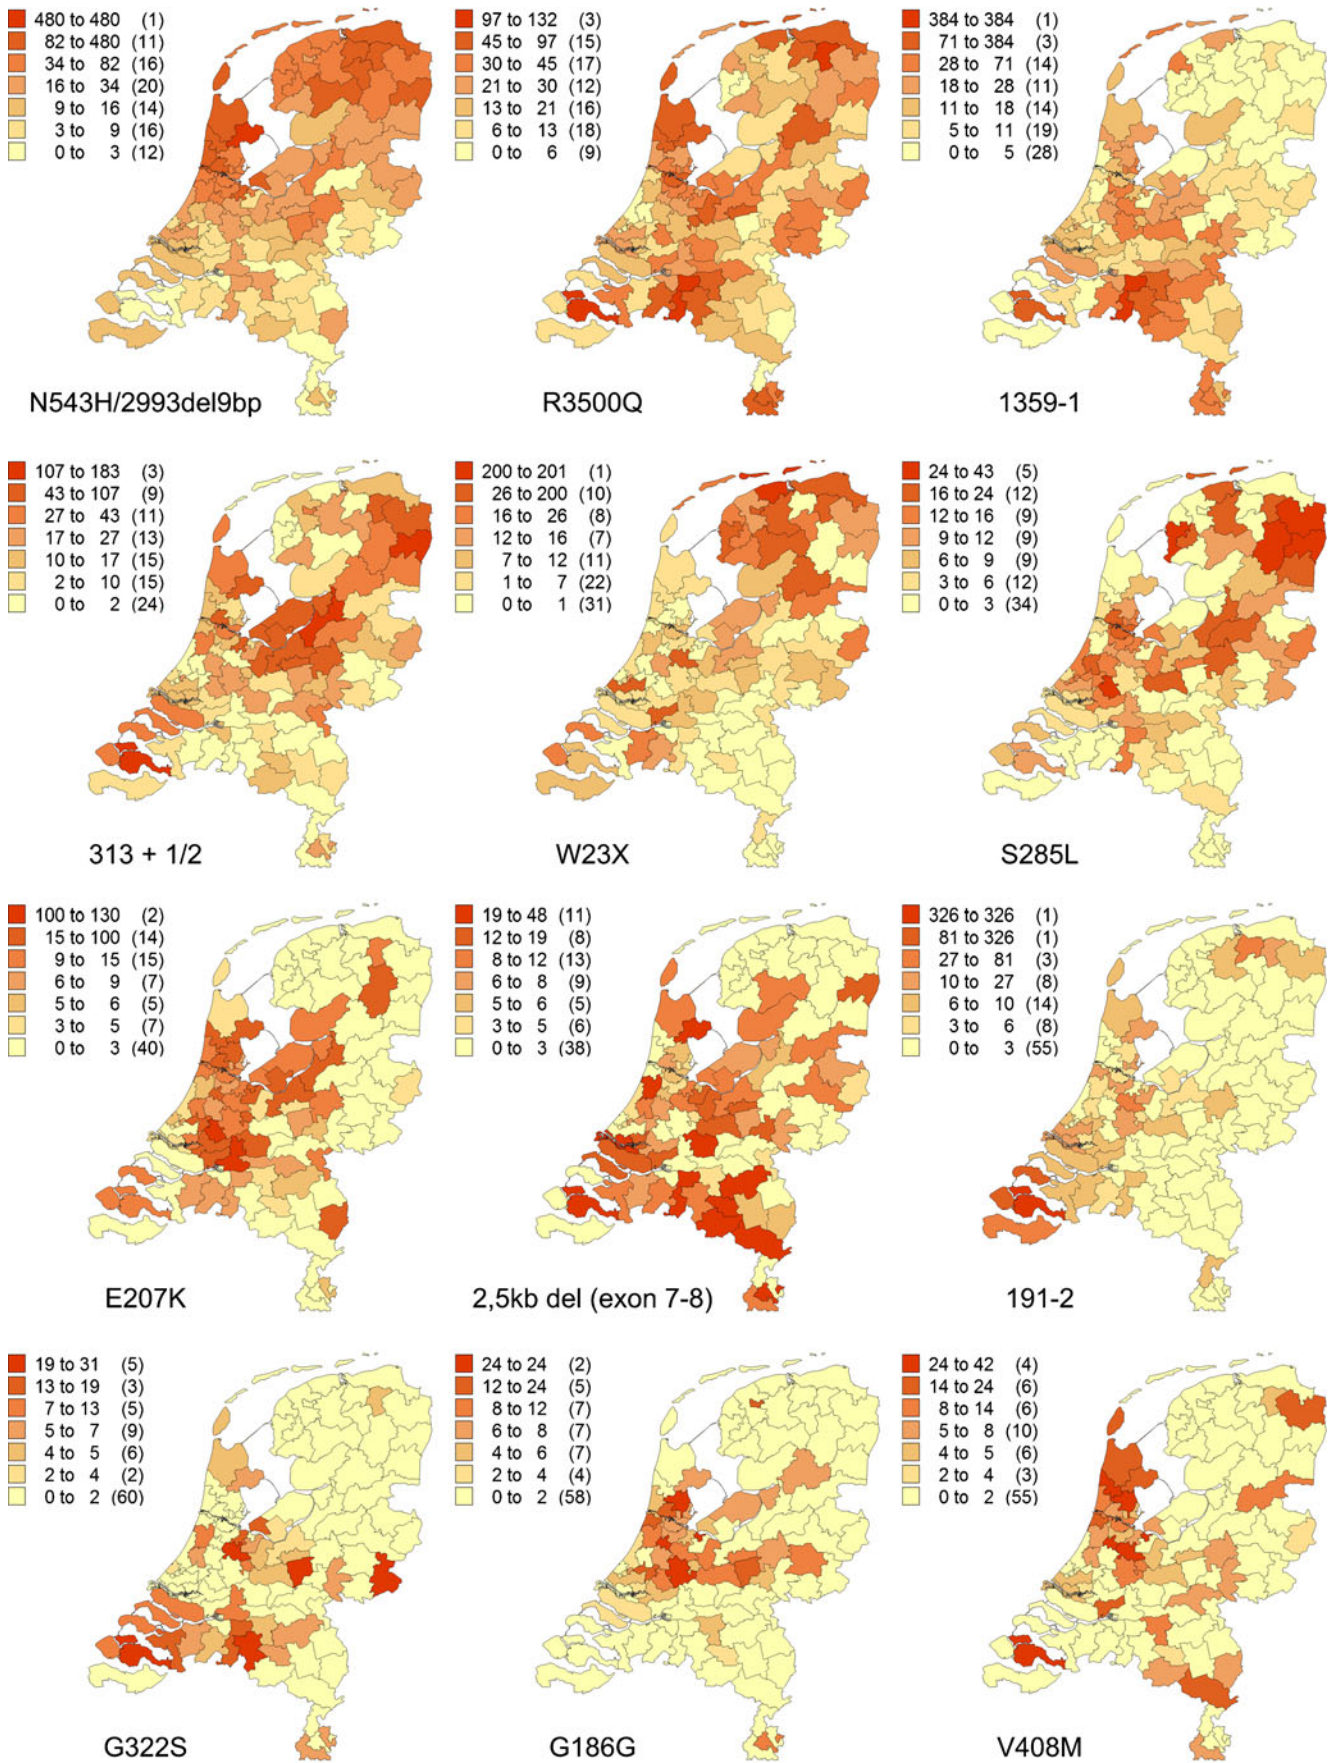 480 to 480 (1)
82 to 480 (11)
34 to 82 (16)
16 to 34 (20)
9 to 16 (14)
3 to 9 (16)
0 to 3 (12)
N543H/2993del9bp
97 to 132 (3)
45 to 97 (15)
30 to 45 (17)
21 to 30 (12)
13 to 21 (16)
6 to 13 (18)
0 to 6 (9)
R3500Q
384 to 384 (1)
71 to 384 (3)
28 to 71 (14)
18 to 28 (11)
11 to 18 (14)
5 to 11 (19)
0 to 5 (28)
1359-1
107 to 183 (3)
43 to 107 (9)
27 to 43 (11)
17 to 27 (13)
10 to 17 (15)
2 to 10 (15)
0 to 2 (24)
313 + 1/2
200 to 201 (1)
26 to 200 (10)
16 to 26 (8)
12 to 16 (7)
7 to 12 (11)
1 to 7 (22)
0 to 1 (31)
W23X
24 to 43 (5)
16 to 24 (12)
12 to 16 (9)
9 to 12 (9)
6 to 9 (9)
3 to 6 (12)
0 to 3 (34)
S285L
100 to 130 (2)
15 to 100 (14)
9 to 15 (15)
6 to 9 (7)
5 to 6 (5)
3 to 5 (7)
0 to 3 (40)
E207K
19 to 48 (11)
12 to 19 (8)
8 to 12 (13)
6 to 8 (9)
5 to 6 (5)
3 to 5 (6)
0 to 3 (38)
2,5kb del (exon 7-8)
326 to 326 (1)
81 to 326 (1)
27 to 81 (3)
10 to 27 (8)
6 to 10 (14)
3 to 6 (8)
0 to 3 (55)
191-2
19 to 31 (5)
13 to 19 (3)
7 to 13 (5)
5 to 7 (9)
4 to 5 (6)
2 to 4 (2)
0 to 2 (60)
G322S
24 to 24 (2)
12 to 24 (5)
8 to 12 (7)
6 to 8 (7)
4 to 6 (7)
2 to 4 (4)
0 to 2 (58)
G186G
24 to 42 (4)
14 to 24 (6)
8 to 14 (6)
5 to 8 (10)
4 to 5 (6)
2 to 4 (3)
0 to 2 (55)
V408M